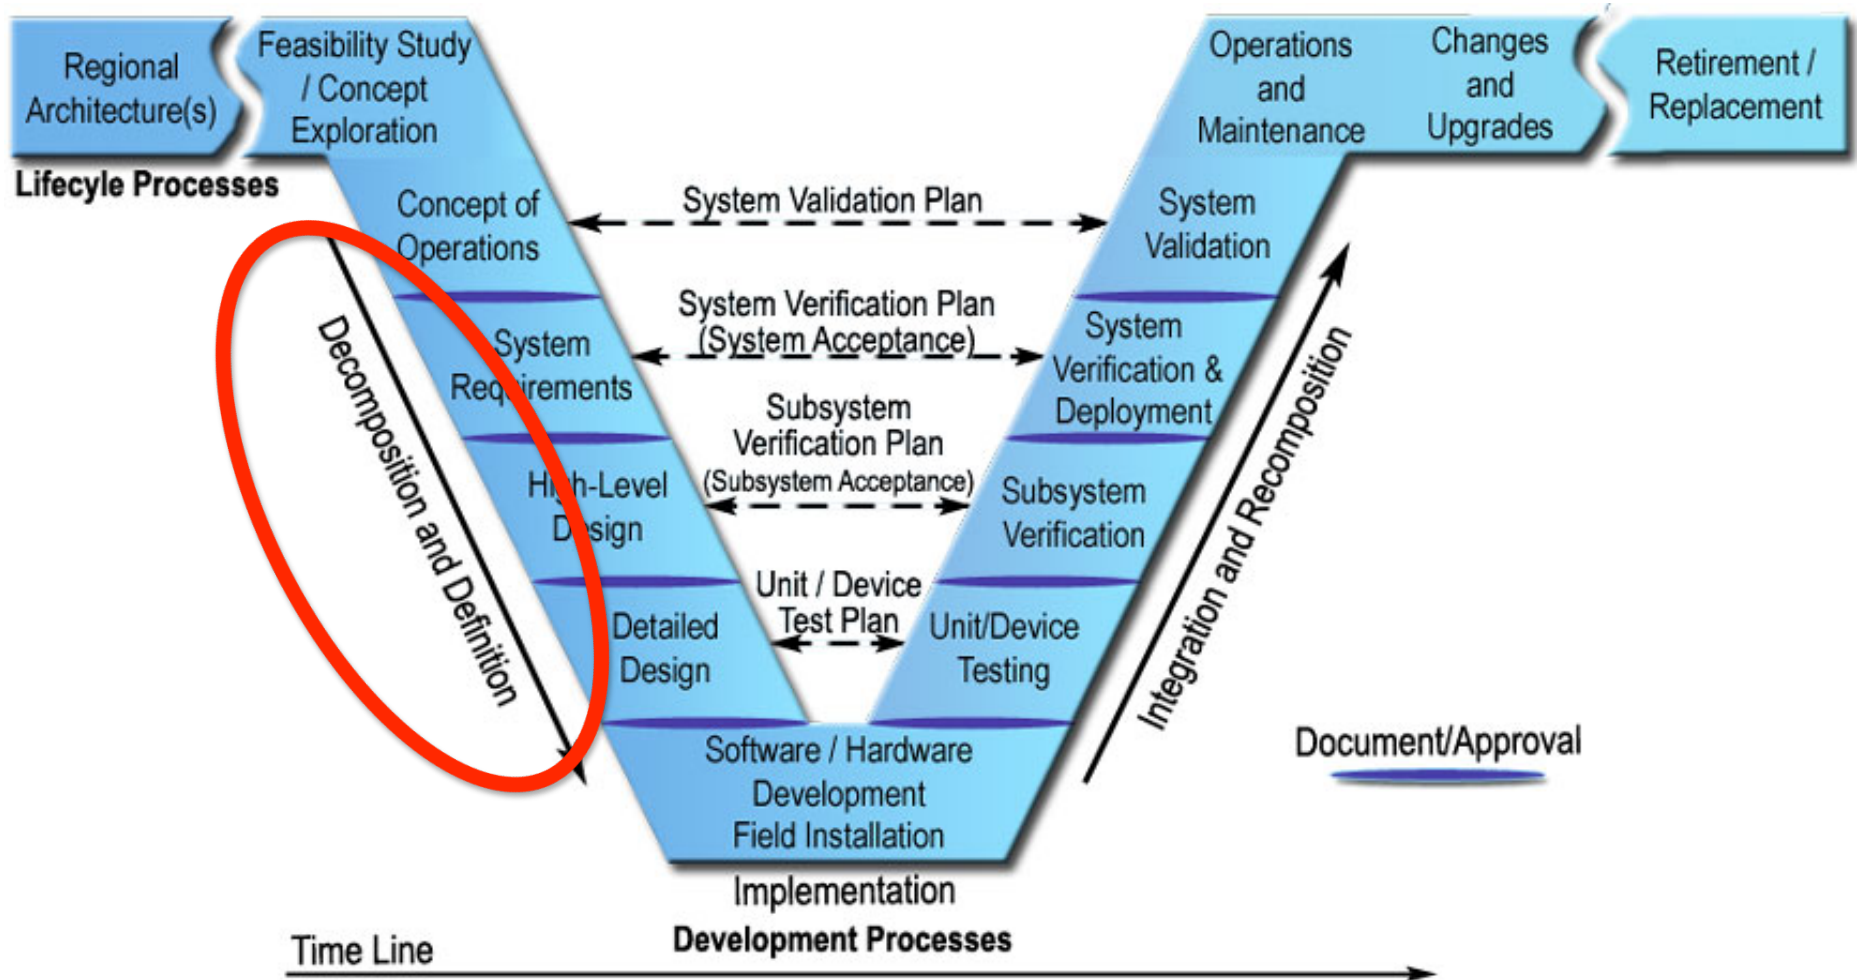 Regional
Architecture(s)
Feasibility Study
/ Concept
Exploration
Operations
and
Maintenance
Changes
and
Upgrades
Retirement /
Replacement
Lifecyle Processes
Concept of
Operations
System Validation Plan
System
Validation
Decomposition and Definition
System
Requirements
System Verification Plan
(System Acceptance)
System
Verification &
Deployment
High-Level
Design
Subsystem
Verification Plan
(Subsystem Acceptance)
Subsystem
Verification
Integration and Recomposition
Detailed
Design
Unit / Device
Test Plan
Unit/Device
Testing
Software / Hardware
Development
Field Installation
Document/Approval
Implementation
Development Processes
Time Line